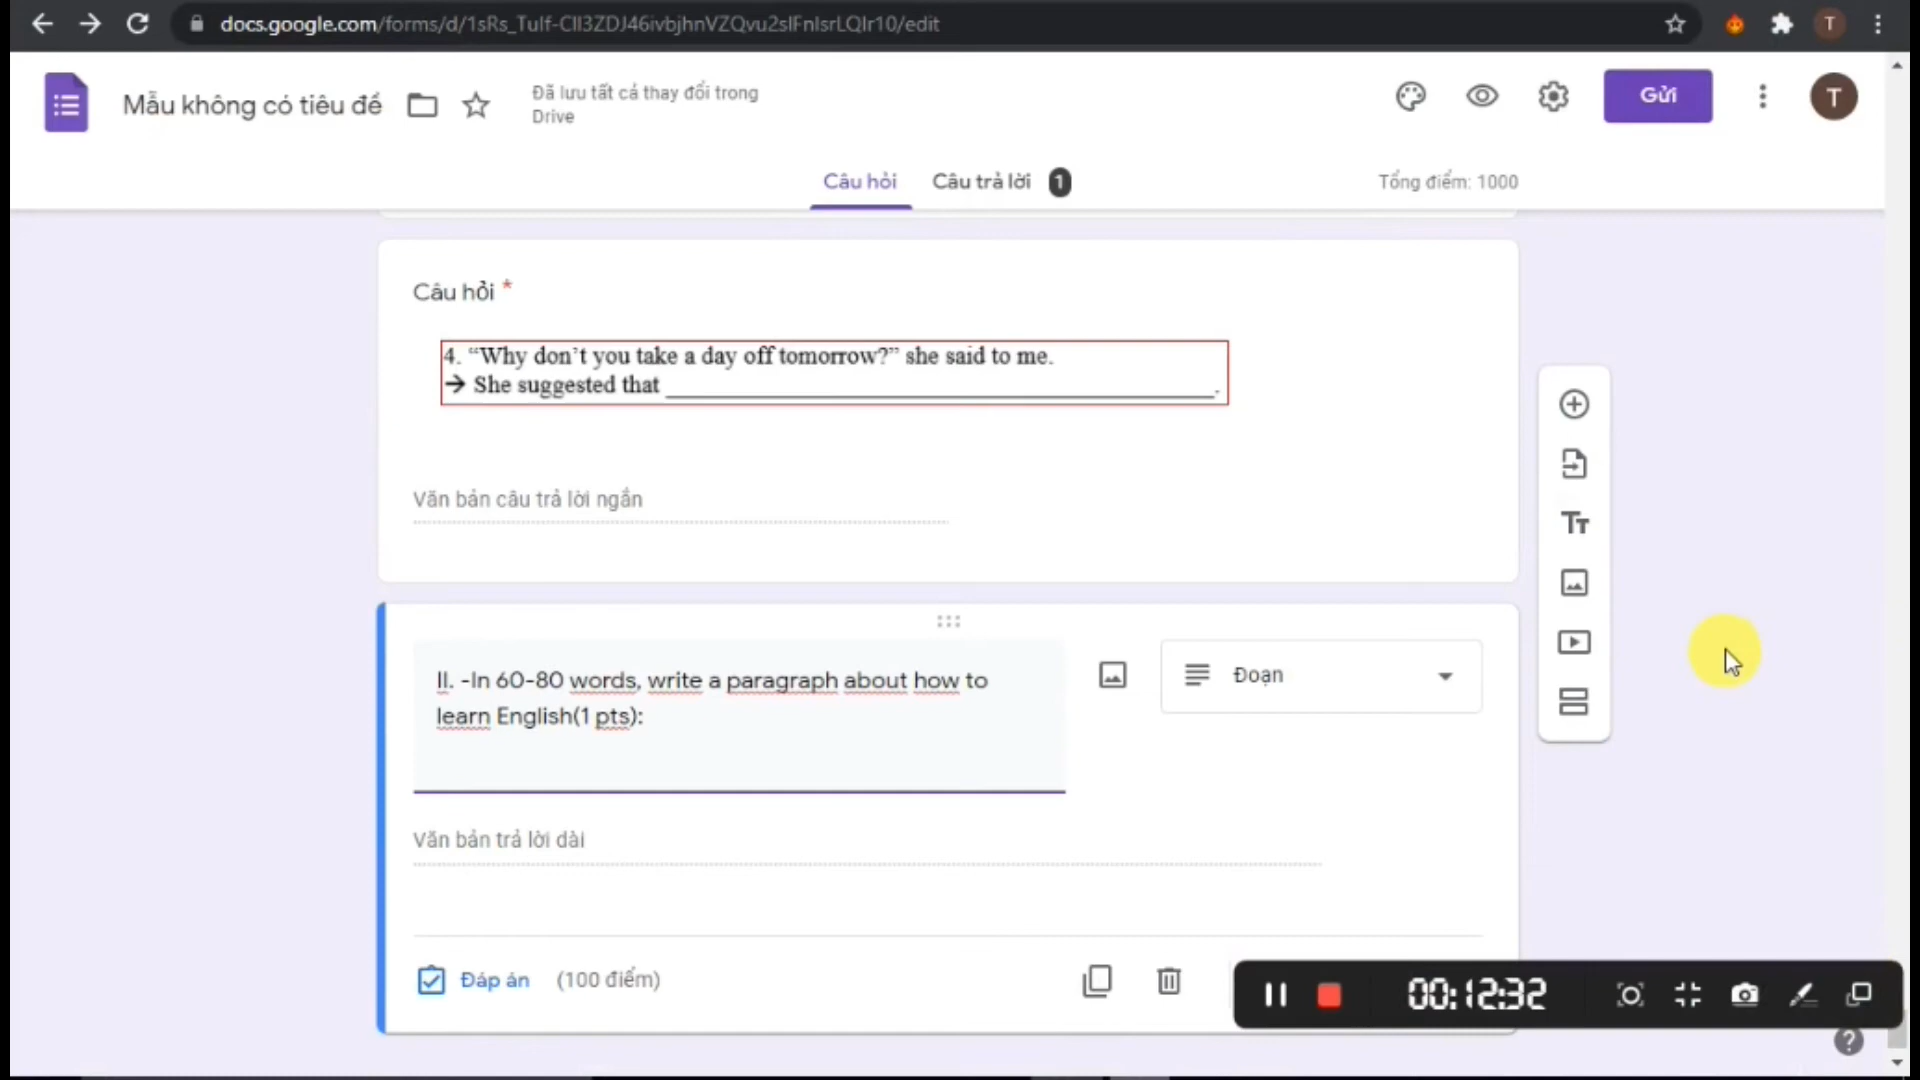 docs.google.com/forms/d/1sRs_TuIf-CII3ZDJ46ivbjhnVZQvu2sIFnIsrLQIr10/edit
T
Mẫu không có tiêu đề
Đã lưu tất cả thay đổi trong
Drive
Gửi
T
Câu hỏi
Câu trả lời
1
Tổng điểm: 1000
Câu hỏi *
4. “Why don’t you take a day off tomorrow?” she said to me.
→ She suggested that ______________________________.
Văn bản câu trả lời ngắn
Tт
II. -In 60-80 words, write a paragraph about how to
learn English(1 pts):
Đoạn
Văn bản trả lời dài
Đáp án
(100 điểm)
00:12:32
?